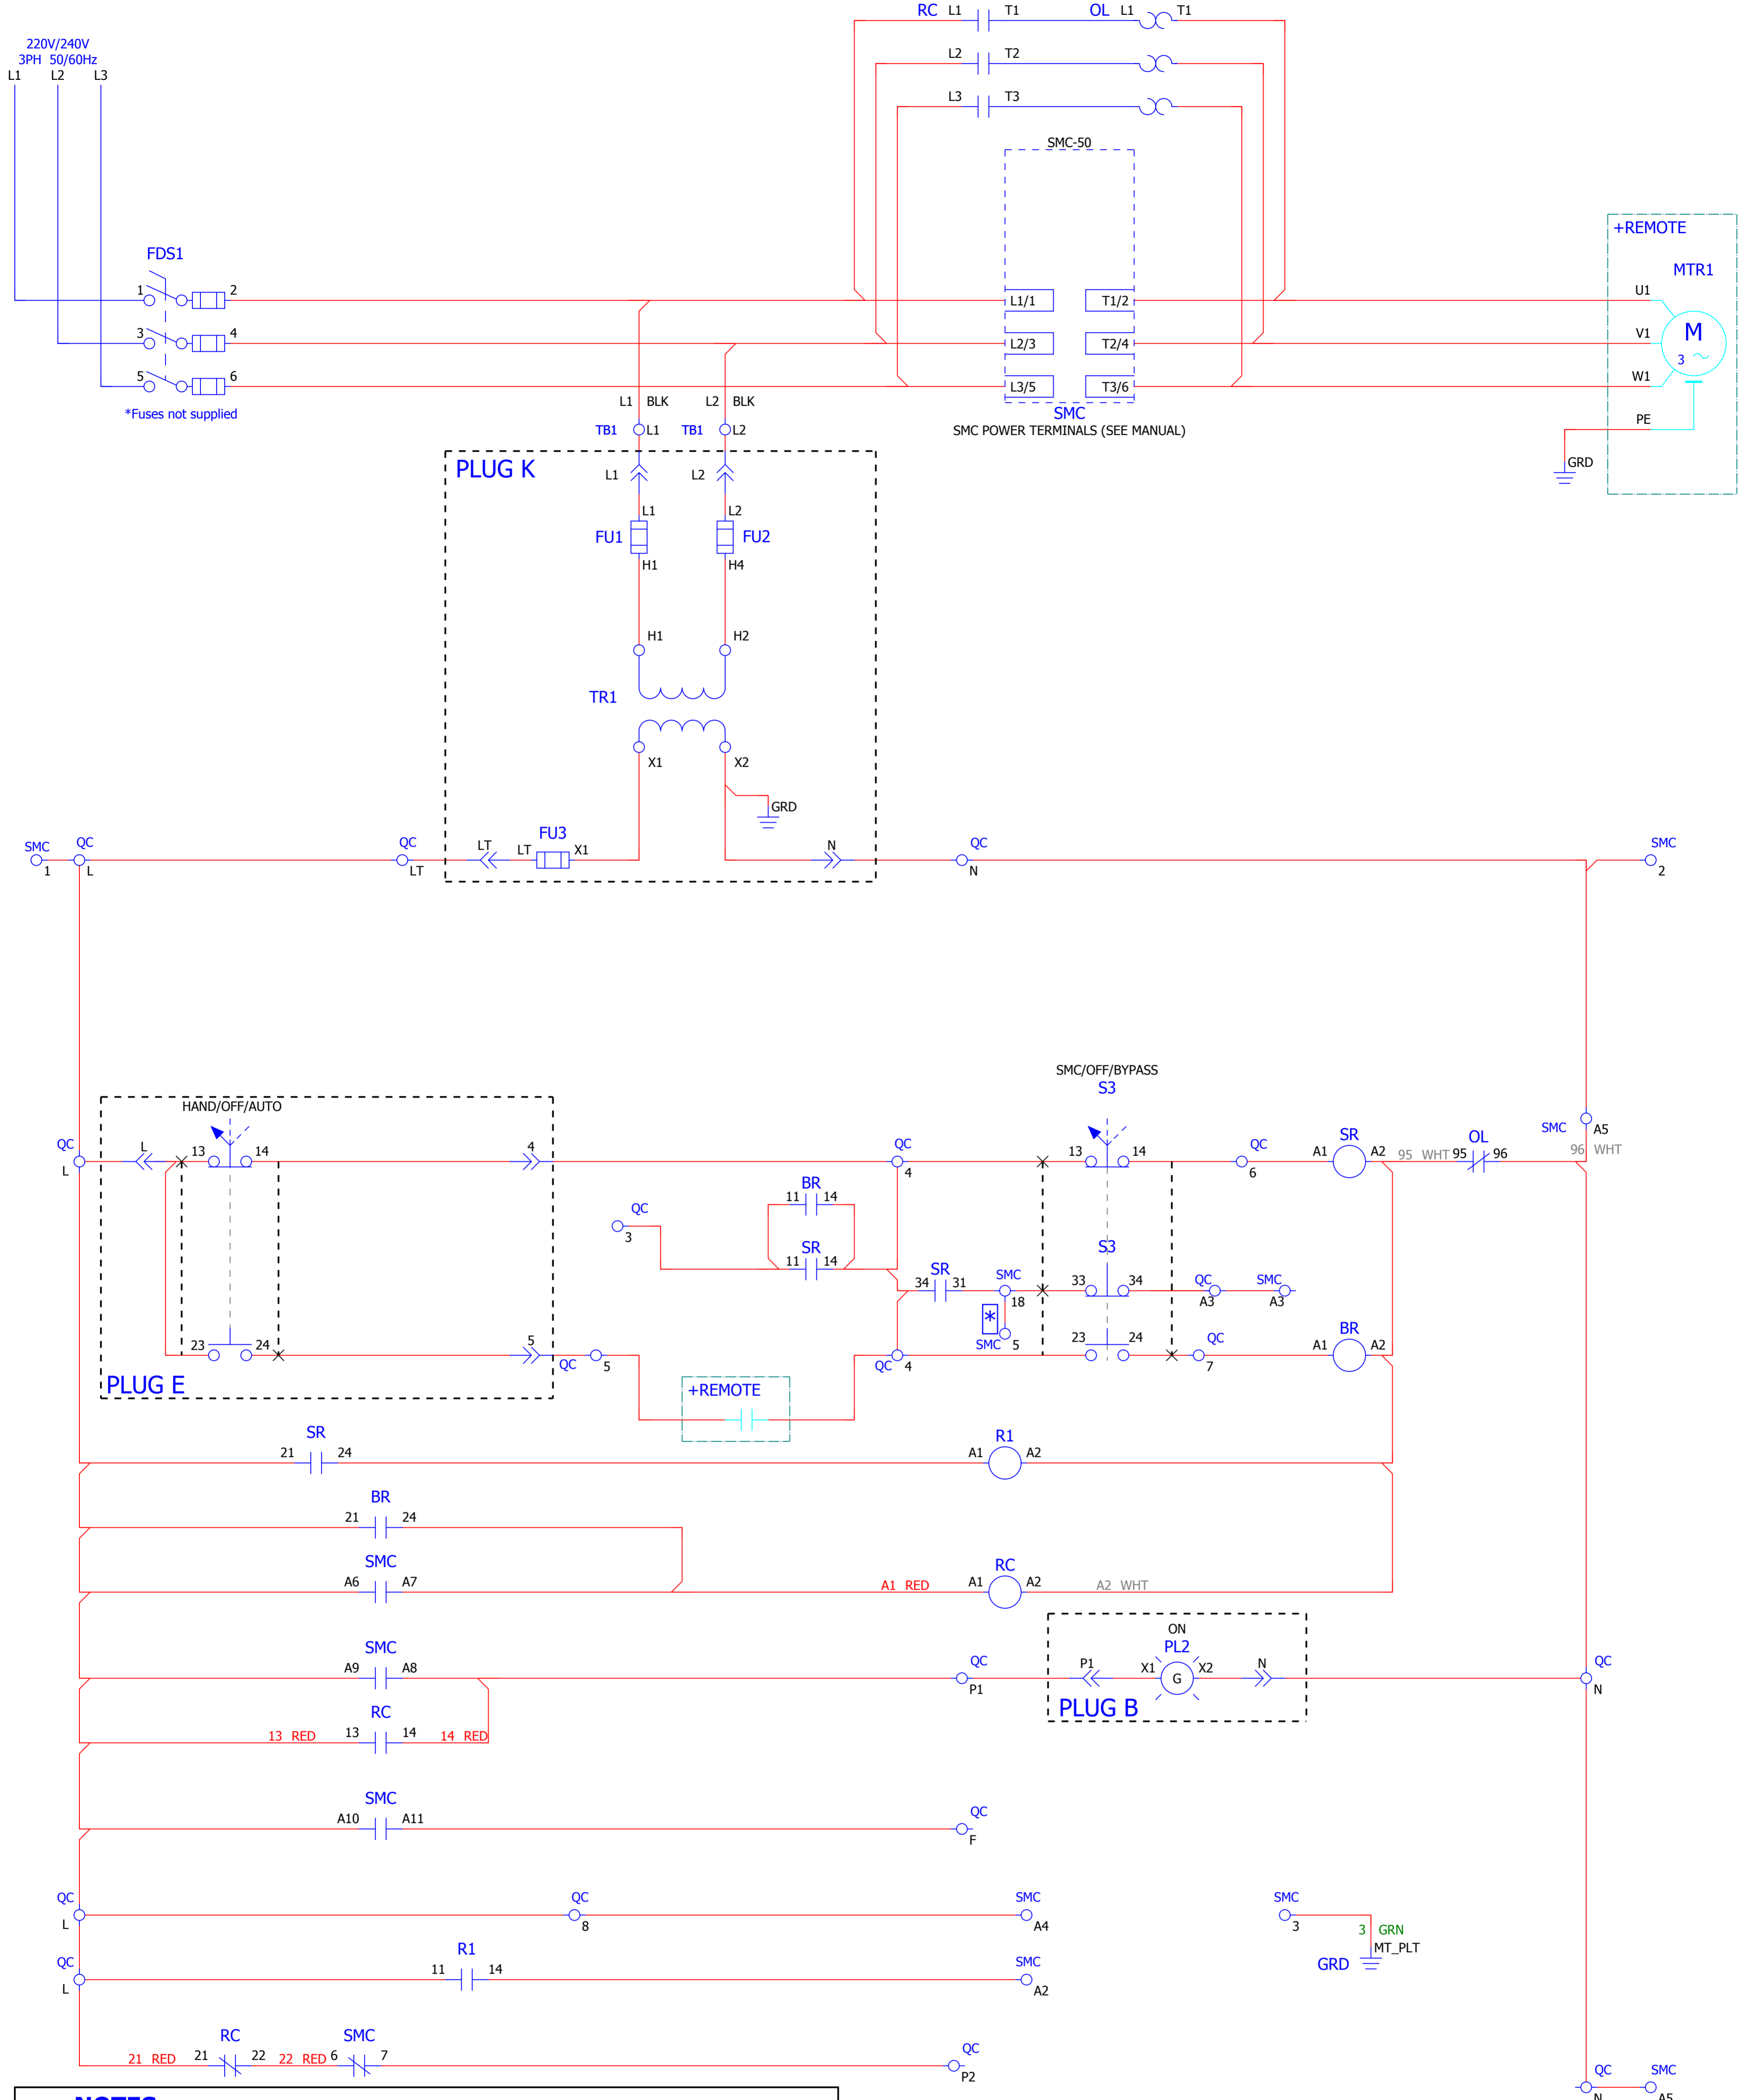 RC L1 T1 OL L1 T1
220V/240V
3PH 50/60Hz
L1 L2 L3
L2 T2
L3 T3
SMC-50
+REMOTE
FDS1
MTR1
1 2 L1/1 T1/2 U1
3 4 L2/3 T2/4 V1 M
3
5 6 L3/5 T3/6 W1
*Fuses not supplied
L1 BLK L2 BLK
SMC
PE
TB1 L1 TB1 L2
SMC POWER TERMINALS (SEE MANUAL)
PLUG K
L1 L2
GRD
L1 L2
FU1 FU2
H1 H4
H1 H2
TR1
X1 X2
GRD
SMC QC QC LT LT FU3 X1 N QC SMC
1 L LT N 2
SMC/OFF/BYPASS
S3
HAND/OFF/AUTO
SMC A5
QC L 13 14 4 QC 13 14 QC A1 SR A2 95 WHT 95 OL 96 96 WHT
L 4 6
BR
11 14
QC
3
SR
11 14
S3
SR
34 31 SMC 33 34 QC SMC
18 A3 A3
*
SMC 5
23 24 5 QC 5 QC 4 23 24 QC 7 A1 BR A2
PLUG E
+REMOTE
SR
21 24
R1
A1 A2
BR
21 24
SMC
A6 A7
RC
A1 RED A1 A2 A2 WHT
ON
PL2
SMC
A9 A8
QC
P1
P1 X1 G X2 N
QC
N
PLUG B
RC
13 RED 13 14 14 RED
SMC
A10 A11
QC
F
QC QC SMC SMC
L 8 A4 3
3 GRN
MT_PLT
GRD
QC R1 SMC
L 11 14 A2
RC SMC
21 RED 21 22 22 RED 6 7
QC
P2
QC SMC
N A5
NOTES